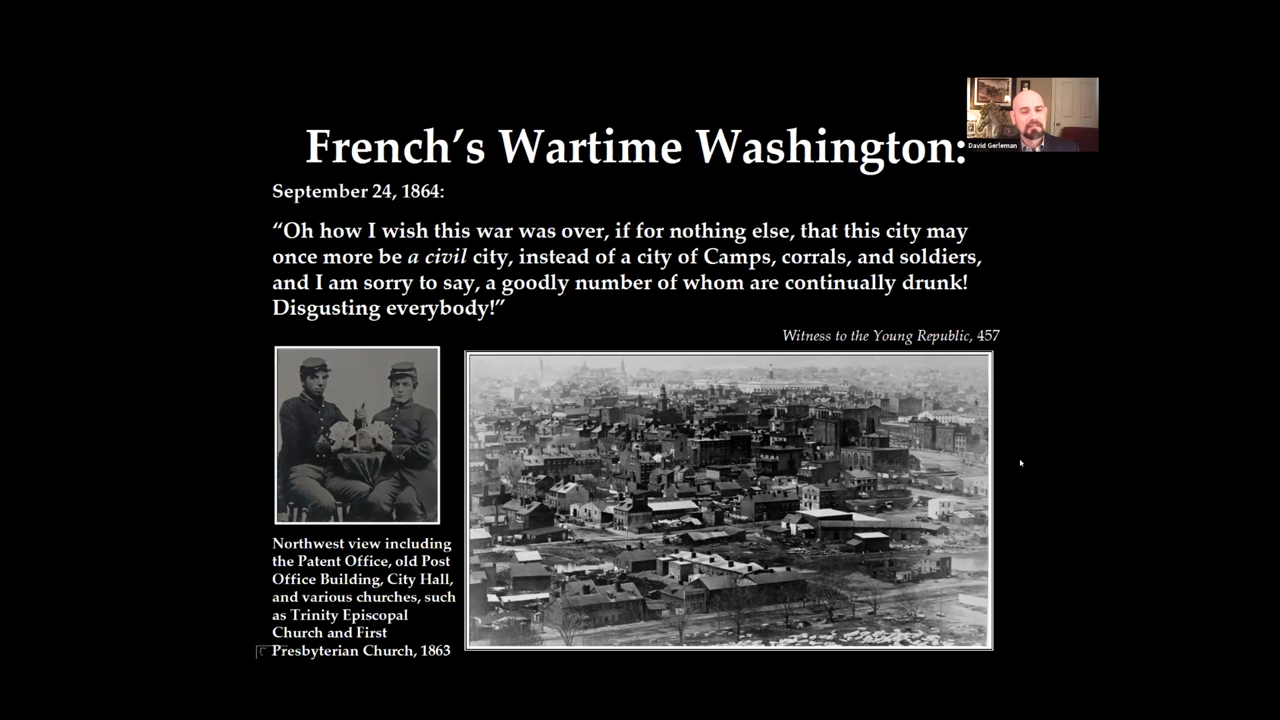 French’s Wartime Washington:
David Gerleman
September 24, 1864:
“Oh how I wish this war was over, if for nothing else, that this city may
once more be a civil city, instead of a city of Camps, corrals, and soldiers,
and I am sorry to say, a goodly number of whom are continually drunk!
Disgusting everybody!”
Witness to the Young Republic, 457
Northwest view including
the Patent Office, old Post
Office Building, City Hall,
and various churches, such
as Trinity Episcopal
Church and First
Presbyterian Church, 1863